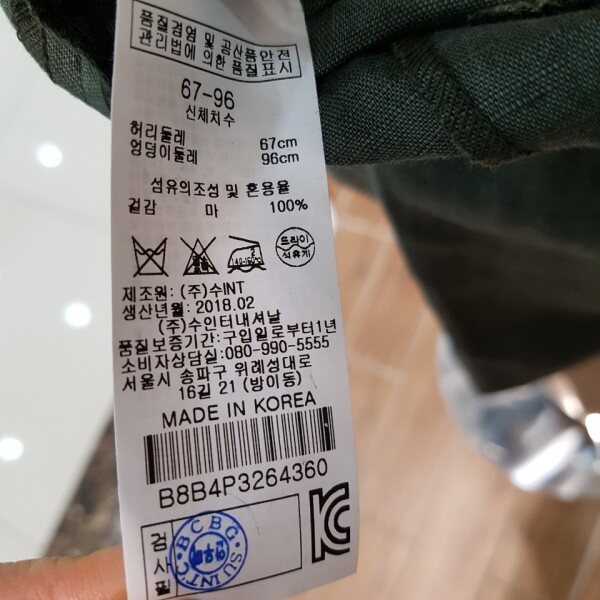 품질경영 및 공산품안전
관리법에 의한 품질표시
67-96
신체치수
허리둘레 67cm
엉덩이둘레 96cm
섬유의조성 및 혼용율
겉감 마 100%
드라이
석유계
제조원: (주)수INT
생산년월: 2018.02
(주)수인터내셔날
품질보증기간:구입일로부터1년
소비자상담실:080-990-5555
서울시 송파구 위례성대로
16길 21 (방이동)
MADE IN KOREA
B8B4P3264360
검
사
필
BCBG
SUINT